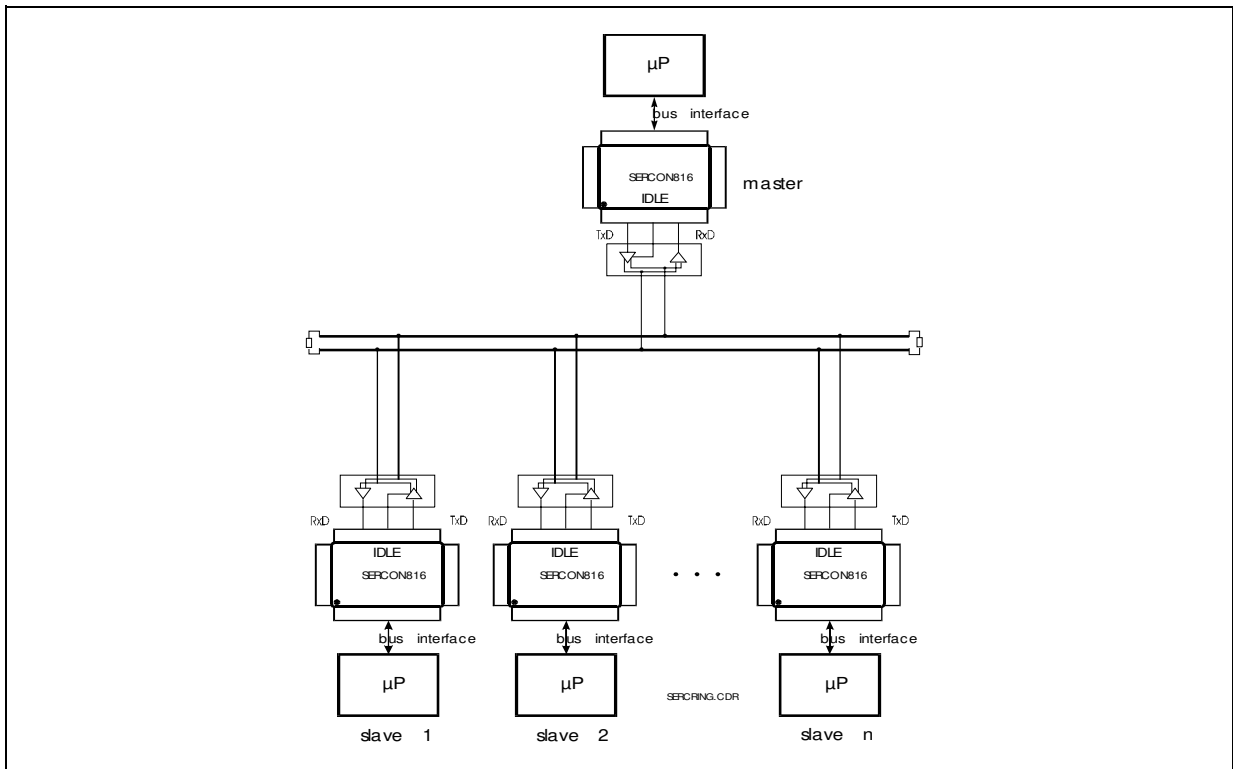 µP
bus interface
SERCON816
IDLE
master
TxD RxD
RxD TxD RxD TxD RxD TxD
IDLE IDLE IDLE
SERCON816 SERCON816 . . . SERCON816
bus interface bus interface bus interface
µP µP µP
SERCRING.CDR
slave 1 slave 2 slave n